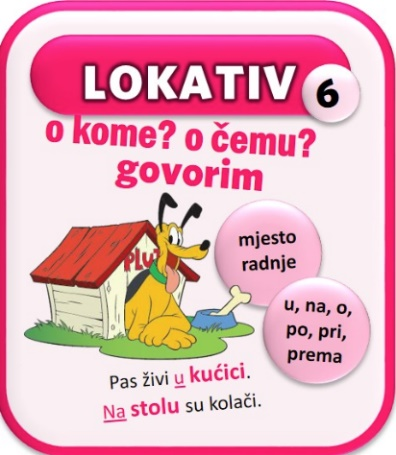 LOKATIV 6
o kome? o čemu?
govorim
PLU
mjesto
radnje
u, na, o,
po, pri,
prema
Pas živi u kućici.
Na stolu su kolači.